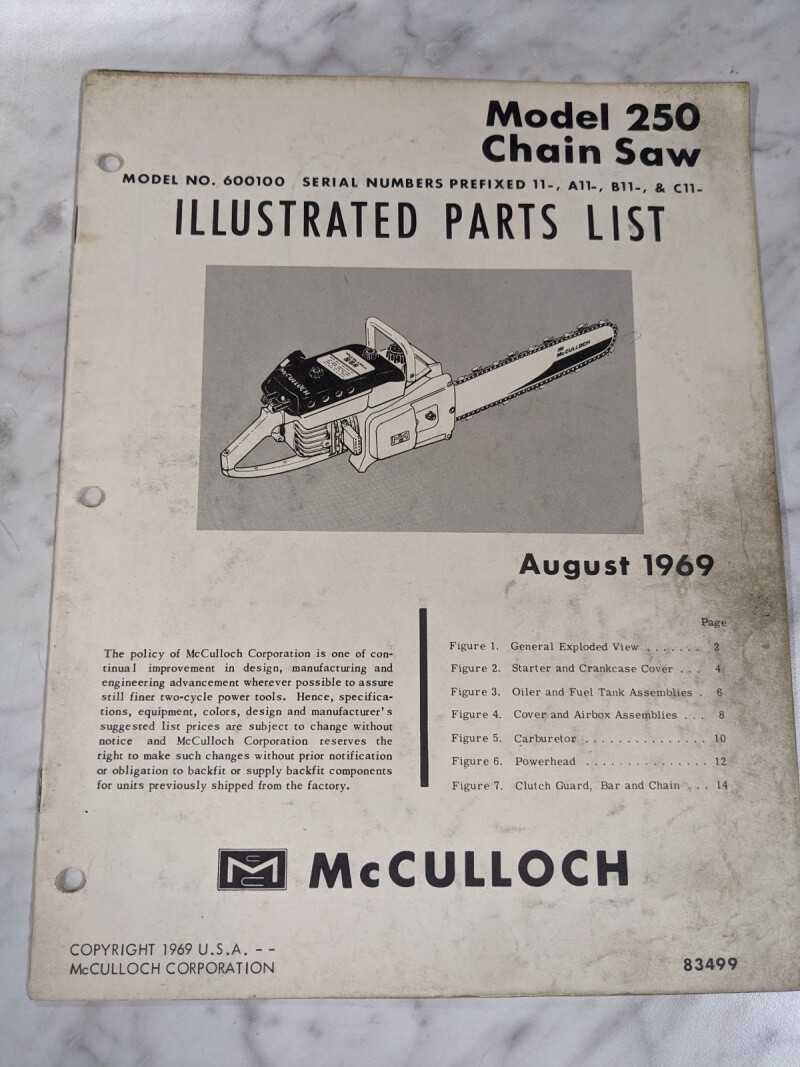 Model 250
Chain Saw
MODEL NO. 600100 SERIAL NUMBERS PREFIXED 11-, A11-, B11-, & C11-
ILLUSTRATED PARTS LIST
McCULLOCH
McCULLOCH
August 1969
Page
Figure 1. General Exploded View . . . . . . . 2
Figure 2. Starter and Crankcase Cover . . . 4
Figure 3. Oiler and Fuel Tank Assemblies . 6
Figure 4. Cover and Airbox Assemblies . . . 8
Figure 5. Carburetor . . . . . . . . . . . . . . . 10
Figure 6. Powerhead . . . . . . . . . . . . . . . 12
Figure 7. Clutch Guard, Bar and Chain . . . 14
The policy of McCulloch Corporation is one of con-
tinual improvement in design, manufacturing and
engineering advancement wherever possible to assure
still finer two-cycle power tools. Hence, specifica-
tions, equipment, colors, design and manufacturer's
suggested list prices are subject to change without
notice and McCulloch Corporation reserves the
right to make such changes without prior notification
or obligation to backfit or supply backfit components
for units previously shipped from the factory.
M McCULLOCH
COPYRIGHT 1969 U.S.A. - -
McCULLOCH CORPORATION
83499